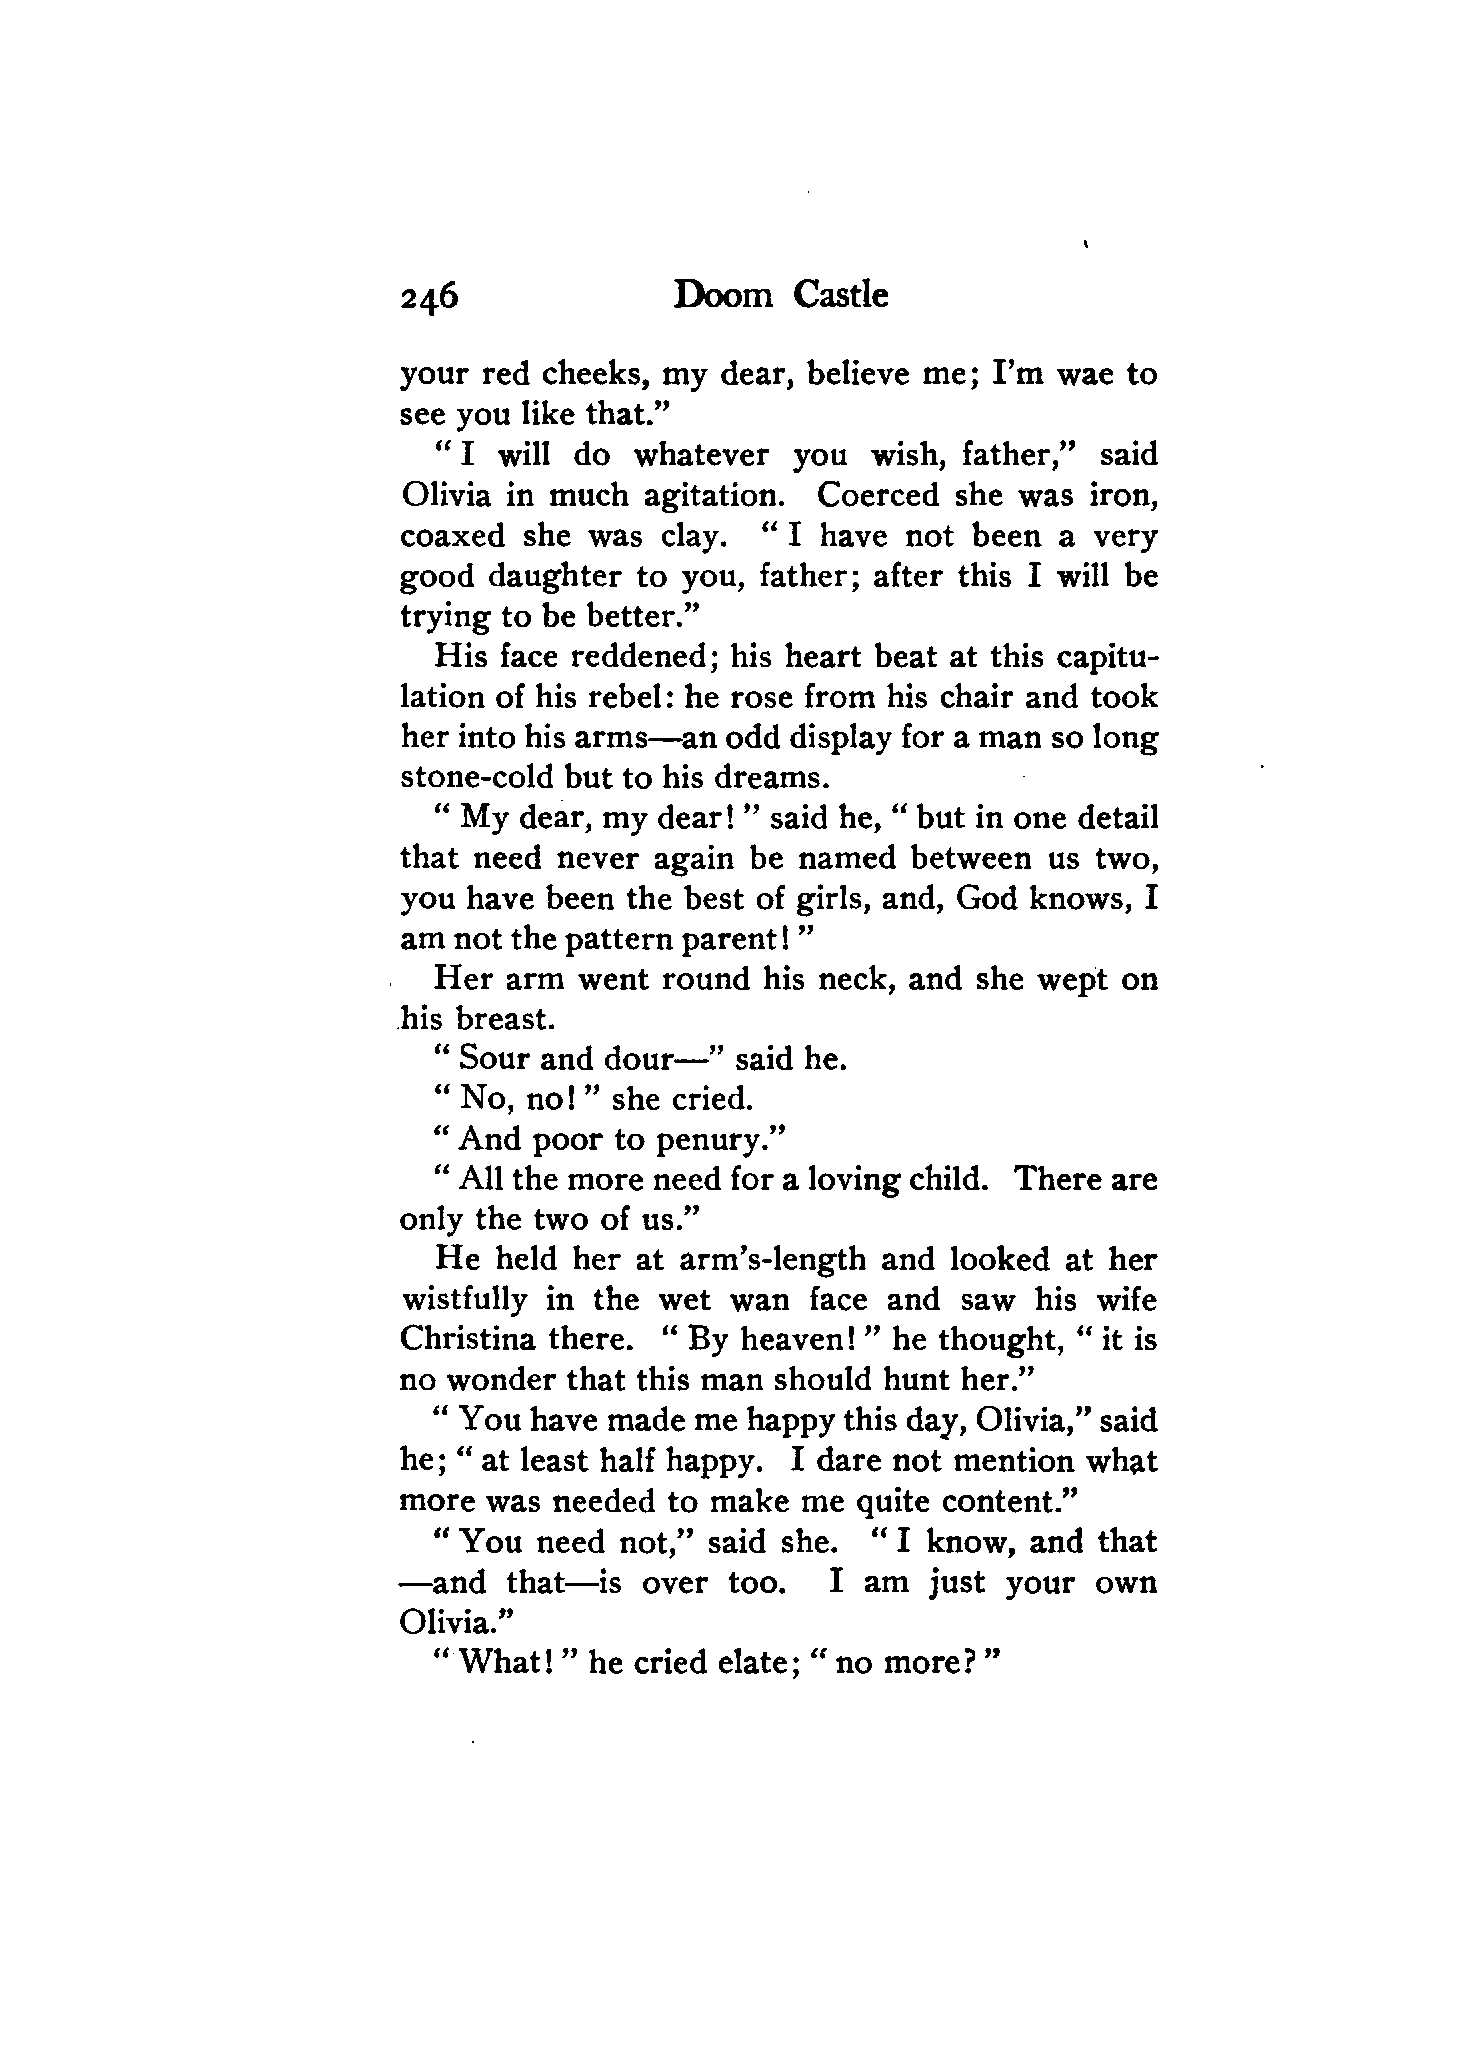 246 Doom Castle
your red cheeks, my dear, believe me; I'm wae to
see you like that."
"I will do whatever you wish, father," said
Olivia in much agitation. Coerced she was iron,
coaxed she was clay. "I have not been a very
good daughter to you, father; after this I will be
trying to be better."
His face reddened; his heart beat at this capitu-
lation of his rebel: he rose from his chair and took
her into his arms—an odd display for a man so long
stone-cold but to his dreams.
"My dear, my dear!" said he, "but in one detail
that need never again be named between us two,
you have been the best of girls, and, God knows, I
am not the pattern parent!"
Her arm went round his neck, and she wept on
his breast.
"Sour and dour—" said he.
"No, no!" she cried.
"And poor to penury."
"All the more need for a loving child. There are
only the two of us."
He held her at arm's-length and looked at her
wistfully in the wet wan face and saw his wife
Christina there. "By heaven!" he thought, "it is
no wonder that this man should hunt her."
"You have made me happy this day, Olivia," said
he; "at least half happy. I dare not mention what
more was needed to make me quite content."
"You need not," said she. "I know, and that
—and that—is over too. I am just your own
Olivia."
"What!" he cried elate; "no more?"